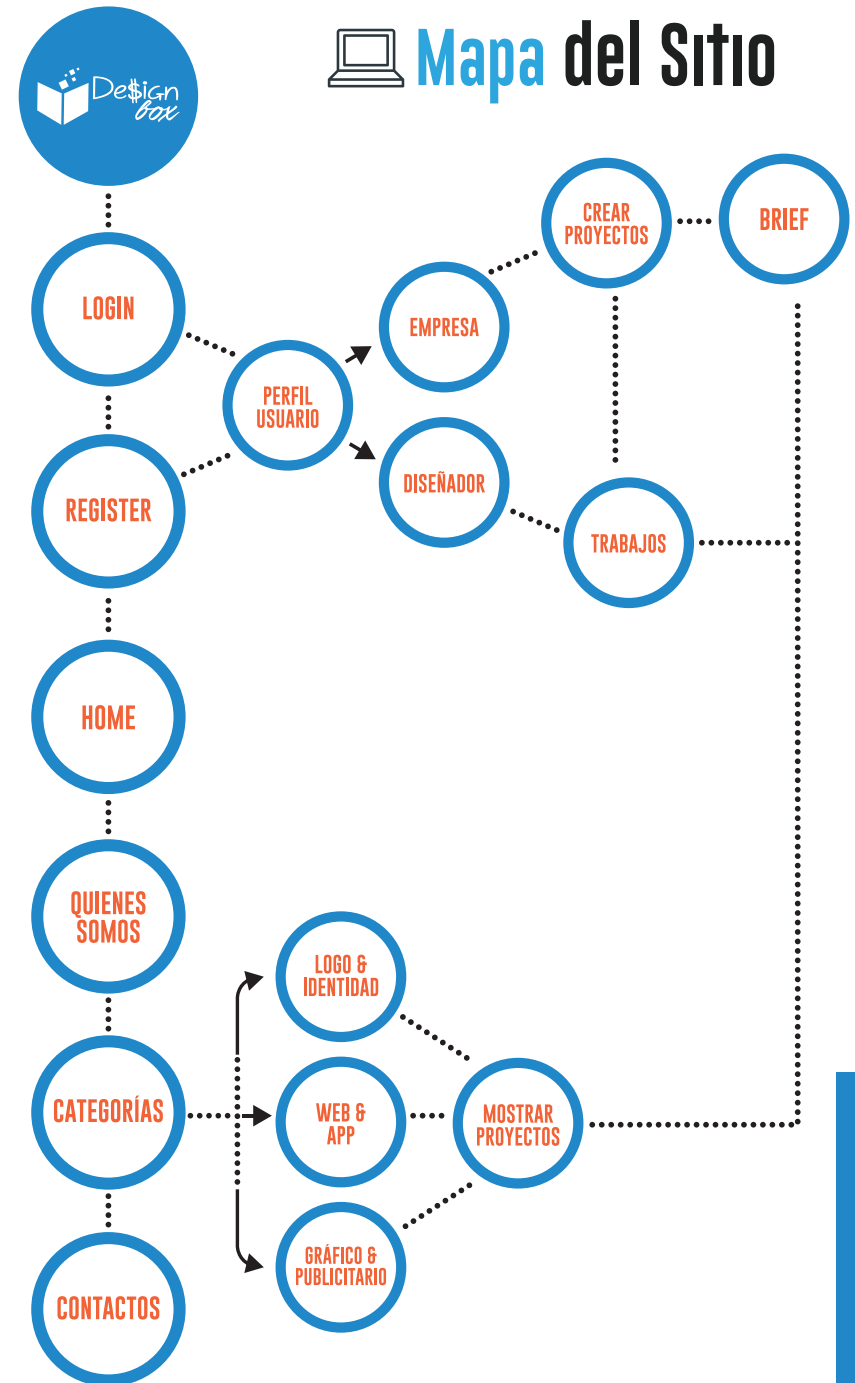 De$ign
box
Mapa del Sitio
CREAR
PROYECTOS
BRIEF
LOGIN
EMPRESA
PERFIL
USUARIO
DISEÑADOR
REGISTER
TRABAJOS
HOME
QUIENES
SOMOS
LOGO &
IDENTIDAD
CATEGORÍAS
WEB &
APP
MOSTRAR
PROYECTOS
GRÁFICO &
PUBLICITARIO
CONTACTOS